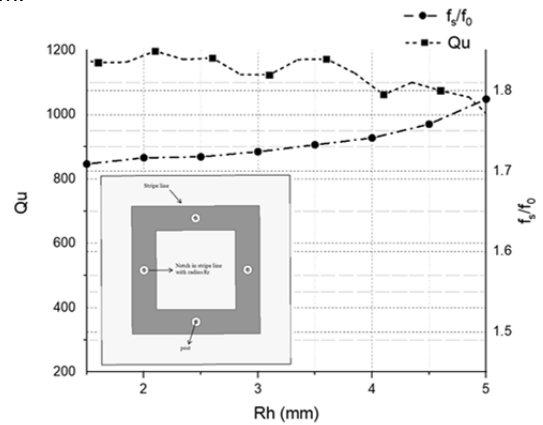 fs/f0
Qu
1200
1000
800
600
400
200
Qu
1.8
1.7
1.6
1.5
fs/f0
2
3
4
5
Rh (mm)
Stripe line
Notch in stripe line
with radius Rr
post